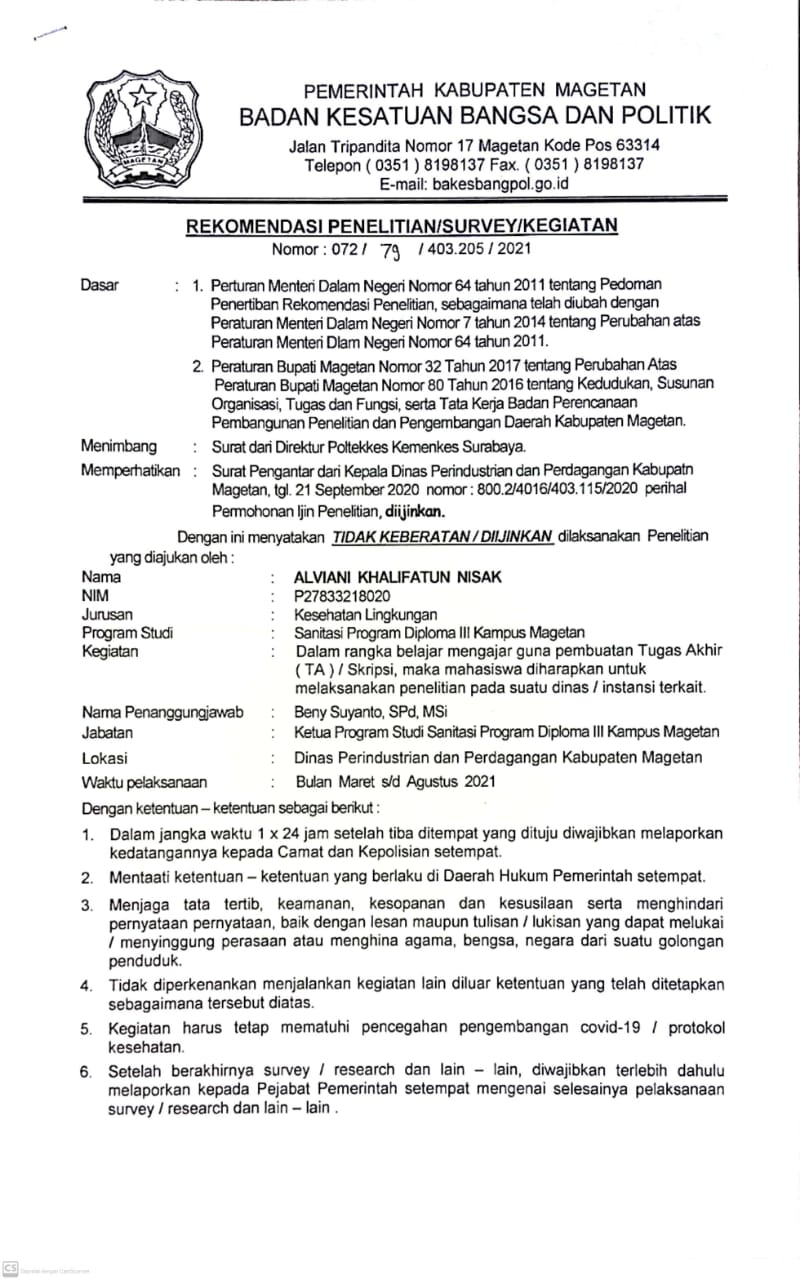 MAGETAN
PEMERINTAH KABUPATEN MAGETAN
BADAN KESATUAN BANGSA DAN POLITIK
Jalan Tripandita Nomor 17 Magetan Kode Pos 63314
Telepon ( 0351 ) 8198137 Fax. ( 0351 ) 8198137
E-mail: bakesbangpol.go.id
REKOMENDASI PENELITIAN/SURVEY/KEGIATAN
Nomor : 072 / 79 / 403.205 / 2021
Dasar : 1. Perturan Menteri Dalam Negeri Nomor 64 tahun 2011 tentang Pedoman
Penertiban Rekomendasi Penelitian, sebagaimana telah diubah dengan
Peraturan Menteri Dalam Negeri Nomor 7 tahun 2014 tentang Perubahan atas
Peraturan Menteri Dlam Negeri Nomor 64 tahun 2011.
2. Peraturan Bupati Magetan Nomor 32 Tahun 2017 tentang Perubahan Atas
Peraturan Bupati Magetan Nomor 80 Tahun 2016 tentang Kedudukan, Susunan
Organisasi, Tugas dan Fungsi, serta Tata Kerja Badan Perencanaan
Pembangunan Penelitian dan Pengembangan Daerah Kabupaten Magetan.
Menimbang : Surat dari Direktur Poltekkes Kemenkes Surabaya.
Memperhatikan : Surat Pengantar dari Kepala Dinas Perindustrian dan Perdagangan Kabupatn
Magetan, tgl. 21 September 2020 nomor : 800.2/4016/403.115/2020 perihal
Permohonan Ijin Penelitian, diijinkan.
Dengan ini menyatakan TIDAK KEBERATAN / DIIJINKAN dilaksanakan Penelitian
yang diajukan oleh :
Nama : ALVIANI KHALIFATUN NISAK
NIM : P27833218020
Jurusan : Kesehatan Lingkungan
Program Studi : Sanitasi Program Diploma III Kampus Magetan
Kegiatan : Dalam rangka belajar mengajar guna pembuatan Tugas Akhir
( TA ) / Skripsi, maka mahasiswa diharapkan untuk
melaksanakan penelitian pada suatu dinas / instansi terkait.
Nama Penanggungjawab : Beny Suyanto, SPd, MSi
Jabatan : Ketua Program Studi Sanitasi Program Diploma III Kampus Magetan
Lokasi : Dinas Perindustrian dan Perdagangan Kabupaten Magetan
Waktu pelaksanaan : Bulan Maret s/d Agustus 2021
Dengan ketentuan – ketentuan sebagai berikut :
1. Dalam jangka waktu 1 x 24 jam setelah tiba ditempat yang dituju diwajibkan melaporkan
kedatangannya kepada Camat dan Kepolisian setempat.
2. Mentaati ketentuan – ketentuan yang berlaku di Daerah Hukum Pemerintah setempat.
3. Menjaga tata tertib, keamanan, kesopanan dan kesusilaan serta menghindari
pernyataan pernyataan, baik dengan lesan maupun tulisan / lukisan yang dapat melukai
/ menyinggung perasaan atau menghina agama, bengsa, negara dari suatu golongan
penduduk.
4. Tidak diperkenankan menjalankan kegiatan lain diluar ketentuan yang telah ditetapkan
sebagaimana tersebut diatas.
5. Kegiatan harus tetap mematuhi pencegahan pengembangan covid-19 / protokol
kesehatan.
6. Setelah berakhirnya survey / research dan lain – lain, diwajibkan terlebih dahulu
melaporkan kepada Pejabat Pemerintah setempat mengenai selesainya pelaksanaan
survey / research dan lain – lain .
CS Dipindai dengan CamScanner